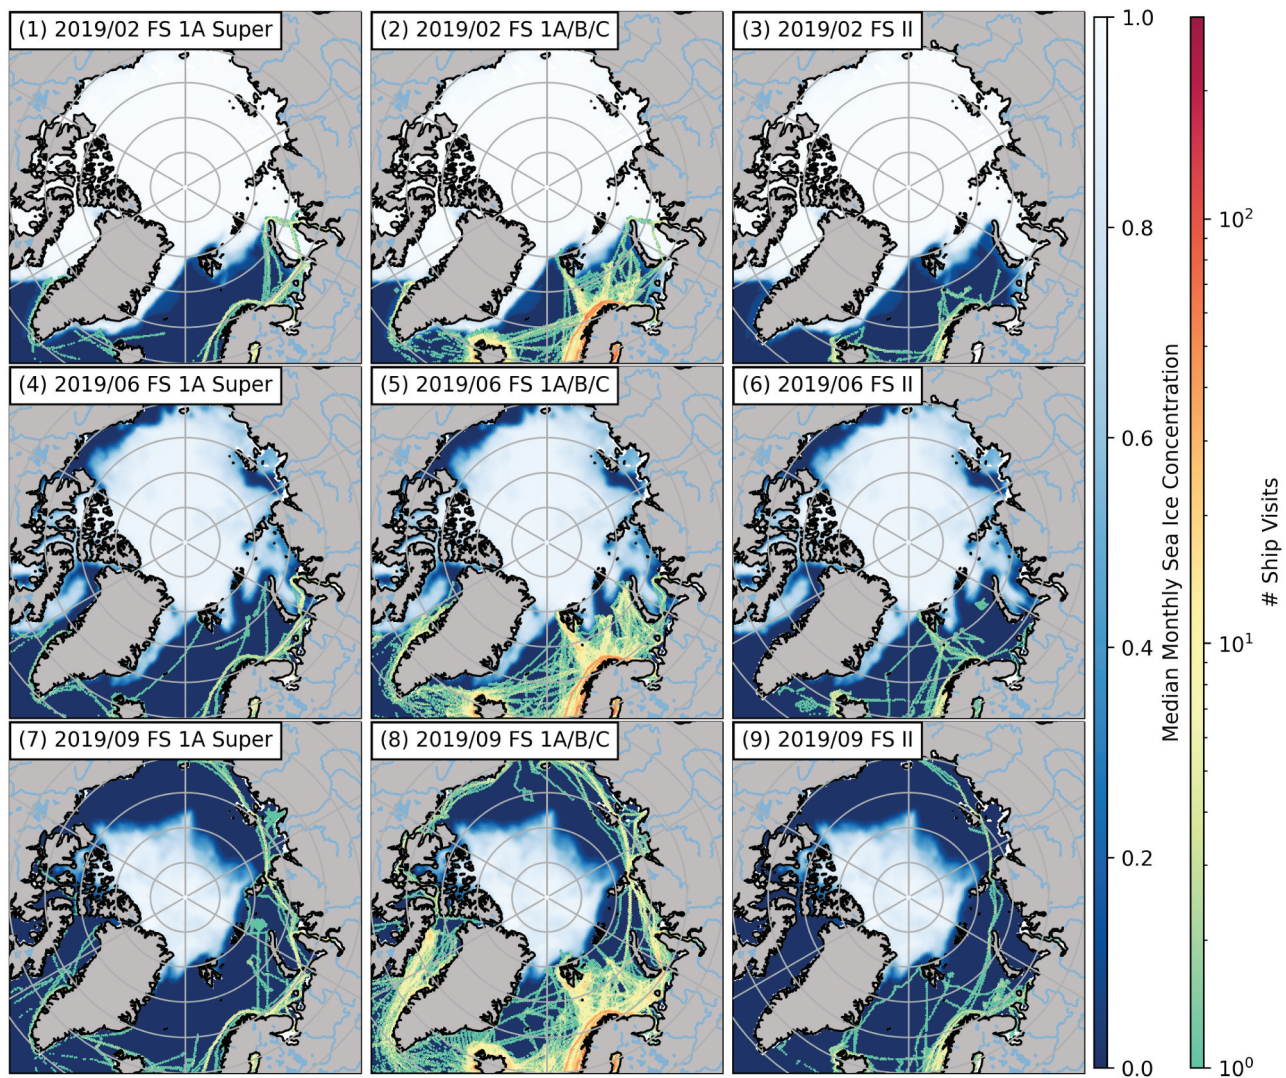 (1) 2019/02 FS 1A Super
(2) 2019/02 FS 1A/B/C
(3) 2019/02 FS II
(4) 2019/06 FS 1A Super
(5) 2019/06 FS 1A/B/C
(6) 2019/06 FS II
(7) 2019/09 FS 1A Super
(8) 2019/09 FS 1A/B/C
(9) 2019/09 FS II
1.0
0.8
0.6
0.4
0.2
0.0
Median Monthly Sea Ice Concentration
10²
10¹
10⁰
# Ship Visits